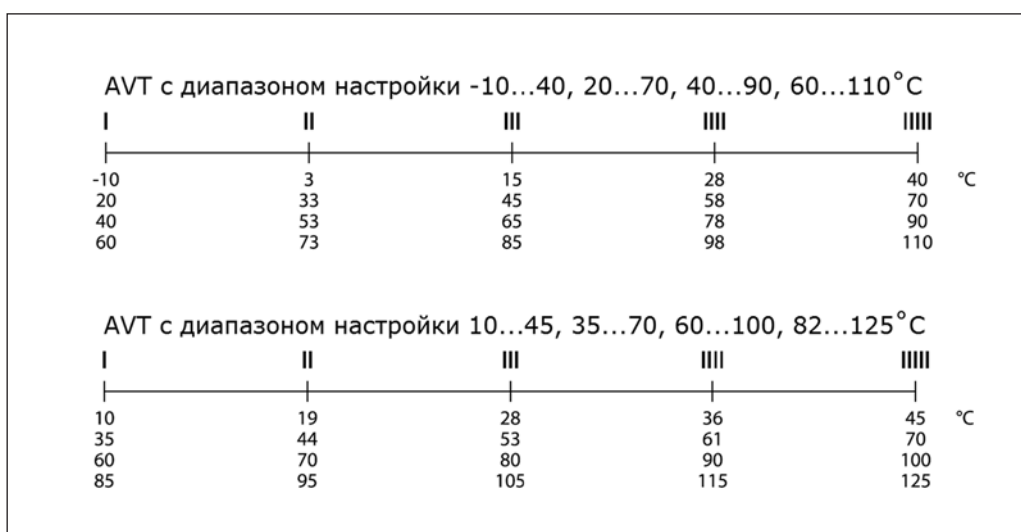 AVT с диапазоном настройки -10...40, 20...70, 40...90, 60...110°C
I II III IIII IIIII
-10 3 15 28 40 °C
20 33 45 58 70
40 53 65 78 90
60 73 85 98 110
AVT с диапазоном настройки 10...45, 35...70, 60...100, 82...125°C
I II III IIII IIIII
10 19 28 36 45 °C
35 44 53 61 70
60 70 80 90 100
85 95 105 115 125